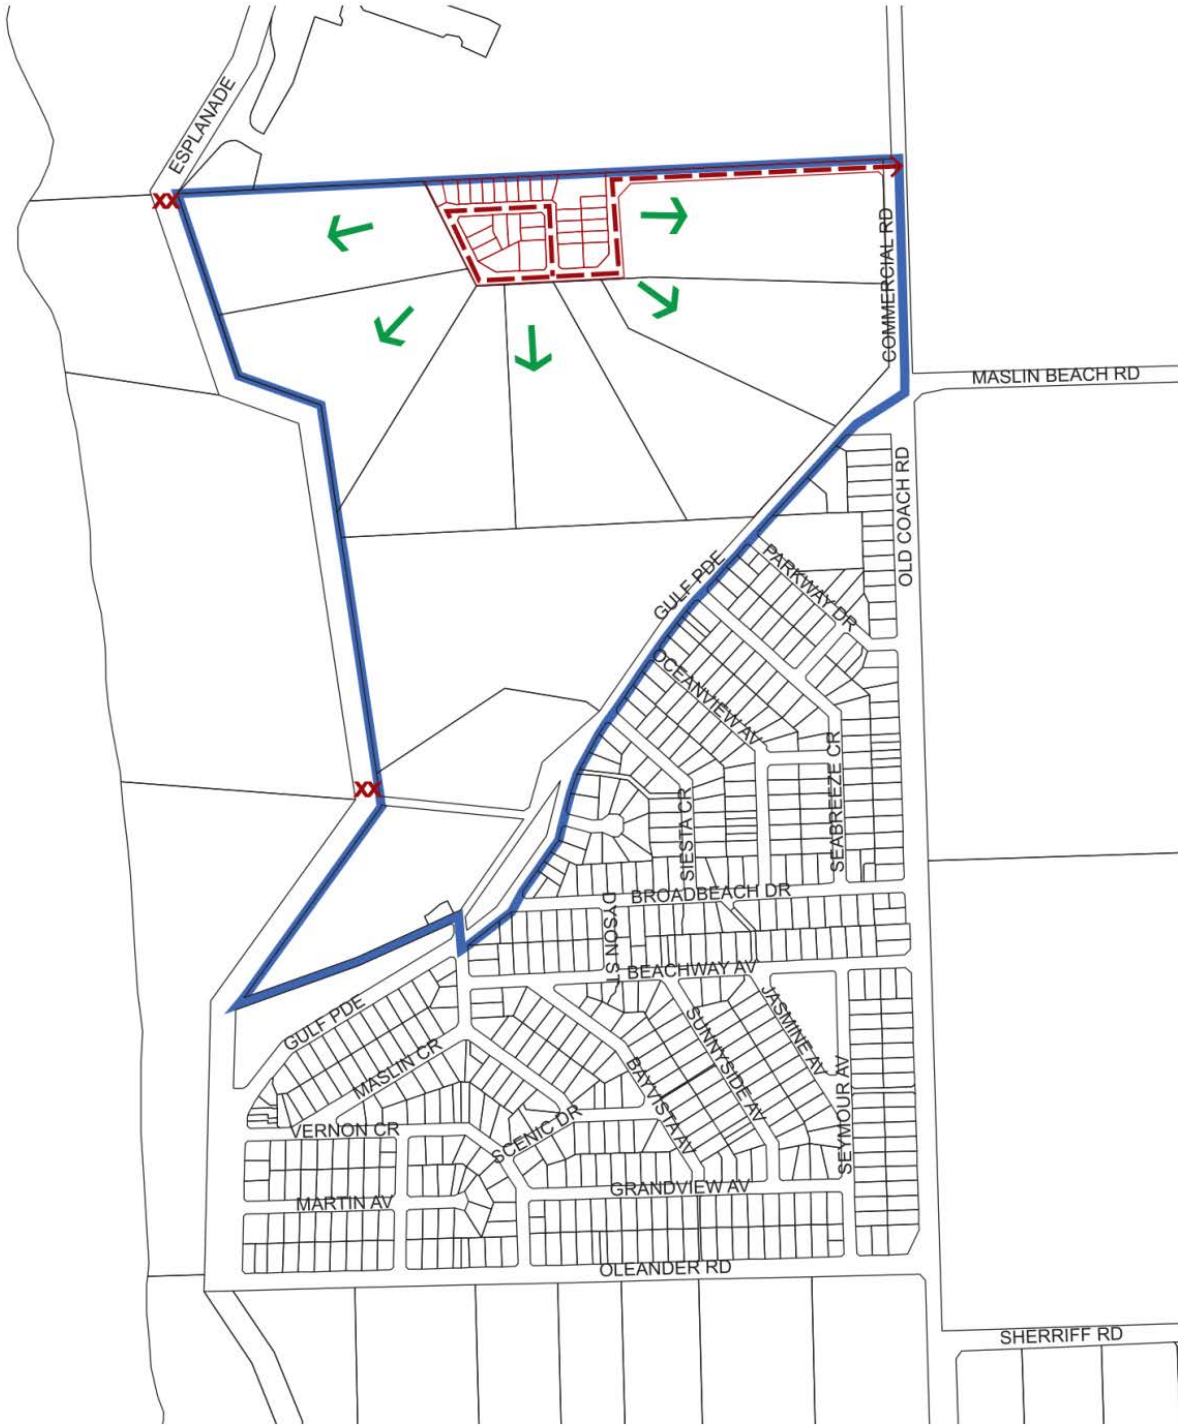 ESPLANADE
XX
COMMERCIAL RD
MASLIN BEACH RD
OLD COACH RD
GULF PDE
PARKWAY DR
OCEANVIEW AV
SEABREEZE CR
XX
SIESTA CR
BROADBEACH DR
DYSON ST
BEACHWAY AV
GULF PDE
JASMINE AV
SUNNYSIDE AV
MASLIN CR
BAYVISTA AV
SEYMOUR AV
VERNON CR
SCENIC DR
GRANDVIEW AV
MARTIN AV
OLEANDER RD
SHERRIFF RD